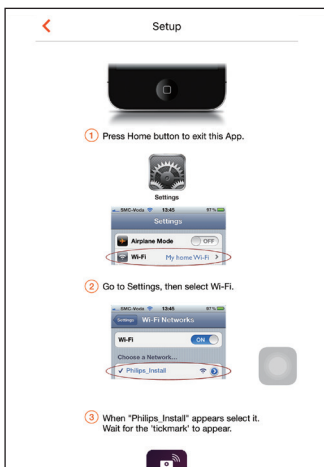 Setup
1 Press Home button to exit this App.
Settings
SMC-Voda 13:45 97%
Settings
Airplane Mode OFF
Wi-Fi My home Wi-Fi
2 Go to Settings, then select Wi-Fi.
SMC-Voda 13:45 97%
Settings Wi-Fi Networks
Wi-Fi ON
Choose a Network...
✓ Philips_Install
3 When "Philips_Install" appears select it.
Wait for the 'tickmark' to appear.